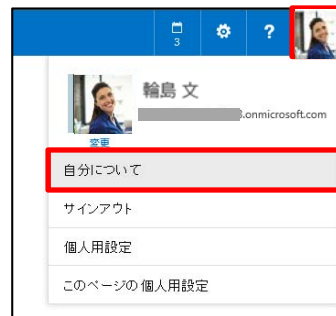 3
?
輪島 文
.onmicrosoft.com
変更
自分について
サインアウト
個人用設定
このページの個人用設定